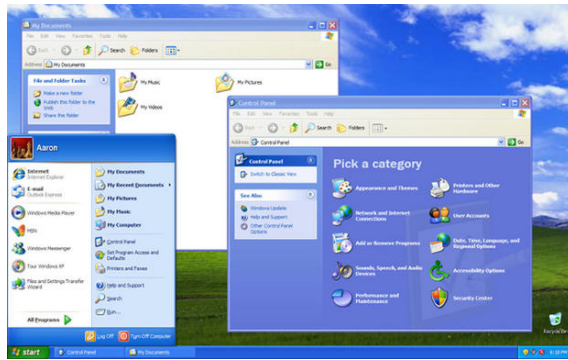 My Documents
File Edit View Favorites Tools Help
Back Search Folders
Address My Documents Go
File and Folder Tasks
Make a new folder
Publish this folder to the
Web
Share this folder
My Music
My Pictures
My Videos
Control Panel
File Edit View Favorites Tools Help
Back Search Folders
Address Control Panel Go
Control Panel
Switch to Classic View
See Also
Windows Update
Help and Support
Other Control Panel
Options
Pick a category
Appearance and Themes
Printers and Other
Hardware
Network and Internet
Connections
User Accounts
Add or Remove Programs
Date, Time, Language, and
Regional Options
Sounds, Speech, and Audio
Devices
Accessibility Options
Performance and
Maintenance
Security Center
Aaron
Internet
Internet Explorer
E-mail
Outlook Express
Windows Media Player
MSN
Windows Messenger
Tour Windows XP
Files and Settings Transfer
Wizard
All Programs
My Documents
My Recent Documents
My Pictures
My Music
My Computer
Control Panel
Set Program Access and
Defaults
Printers and Faxes
Help and Support
Search
Run...
Log Off Turn Off Computer
Recycle Bin
start Control Panel My Documents